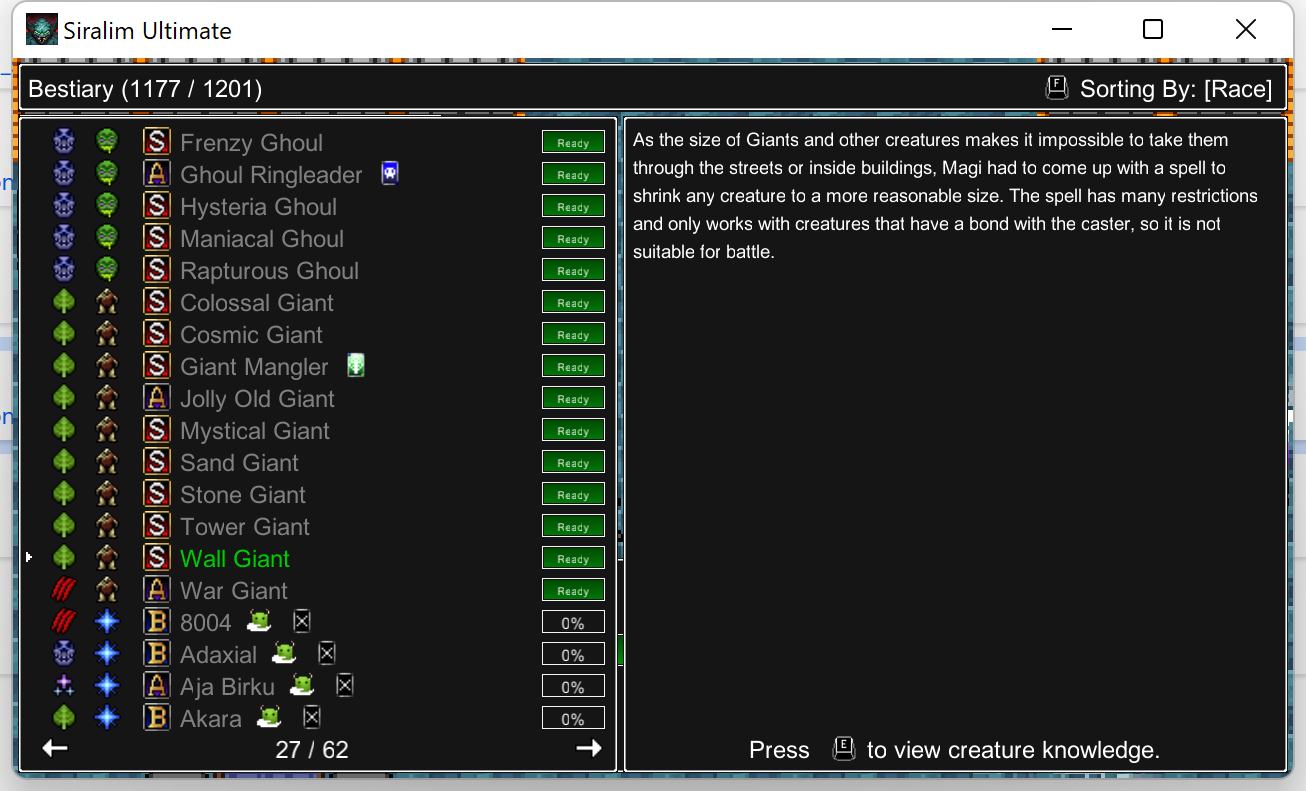 Siralim Ultimate
Bestiary (1177 / 1201)
F Sorting By: [Race]
S Frenzy Ghoul Ready
A Ghoul Ringleader Ready
S Hysteria Ghoul Ready
S Maniacal Ghoul Ready
S Rapturous Ghoul Ready
S Colossal Giant Ready
S Cosmic Giant Ready
S Giant Mangler Ready
A Jolly Old Giant Ready
S Mystical Giant Ready
S Sand Giant Ready
S Stone Giant Ready
S Tower Giant Ready
S Wall Giant Ready
A War Giant Ready
B 8004 0%
B Adaxial 0%
A Aja Birku 0%
B Akara 0%
27 / 62
As the size of Giants and other creatures makes it impossible to take them
through the streets or inside buildings, Magi had to come up with a spell to
shrink any creature to a more reasonable size. The spell has many restrictions
and only works with creatures that have a bond with the caster, so it is not
suitable for battle.
Press E to view creature knowledge.